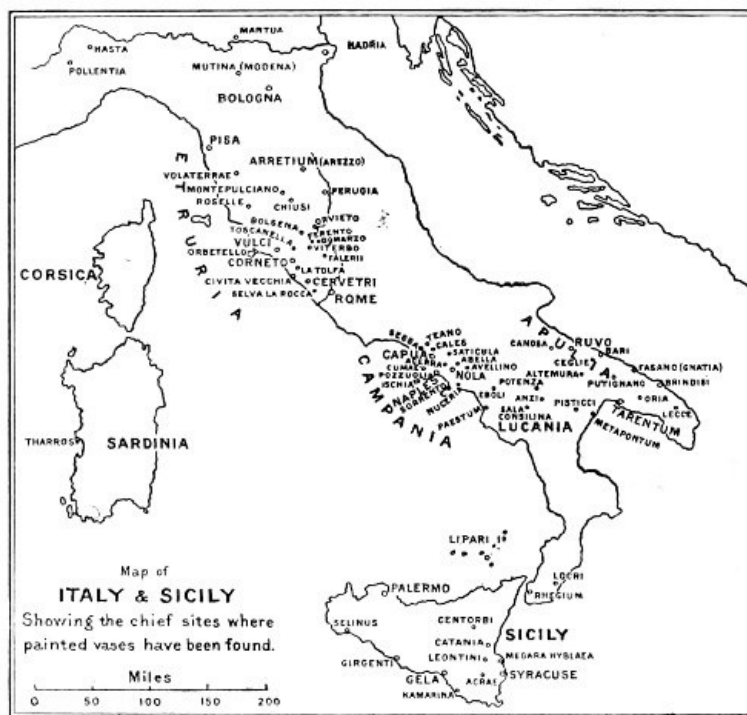 MANTUA
HADRIA
HASTA
POLLENTIA
MUTINA (MODENA)
BOLOGNA
PISA
ARRETIUM (AREZZO)
VOLATERRAE
MONTEPULCIANO
PERUGIA
ROSELLE
CHIUSI
ETRURIA
ORVIETO
BOLSENA
FERENTO
TOSCANELLA
BOMARZO
VULCI
VITERBO
ORBETELLO
FALERII
CORNETO
LA TOLFA
CIVITA VECCHIA
CERVETRI
SELVA LA ROCCA
ROME
CORSICA
SARDINIA
THARROS
CAMPANIA
SESSA
TEANO
CALES
CAPUA
SATICULA
ACERRA
ABELLA
CUMAE
AVELLINO
POZZUOLI
NOLA
ISCHIA
NAPLES
SORRENTO
NUCERIA
PAESTUM
EBOLI
POTENZA
ANZI
SALA
CONSILINA
LUCANIA
PISTICCI
APULIA
CANOSA
RUVO
BARI
CEGLIE
ALTEMURA
FASANO (GNATIA)
PUTIGNANO
BRINDISI
ORIA
LECCE
TARENTUM
METAPONTUM
LIPARI I
LOCRI
RHEGIUM
PALERMO
SELINUS
CENTORBI
SICILY
CATANIA
LEONTINI
MEGARA HYBLAEA
GIRGENTI
GELA
ACRAE
SYRACUSE
KAMARINA
Map of
ITALY & SICILY
Showing the chief sites where
painted vases have been found.
Miles
0 50 100 150 200